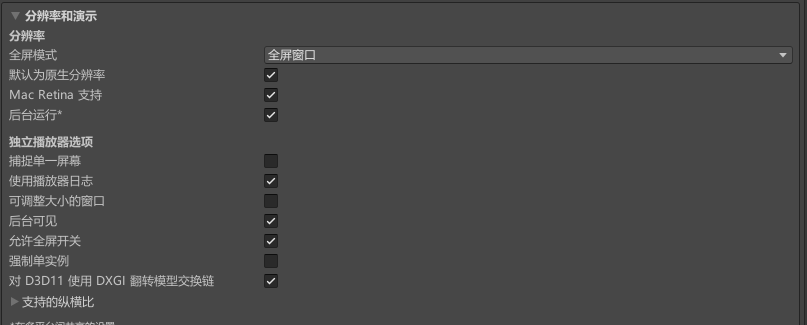 分辨率和演示
分辨率
全屏模式 全屏窗口
默认为原生分辨率
Mac Retina 支持
后台运行*
独立播放器选项
捕捉单一屏幕
使用播放器日志
可调整大小的窗口
后台可见
允许全屏开关
强制单实例
对 D3D11 使用 DXGI 翻转模型交换链
支持的纵横比